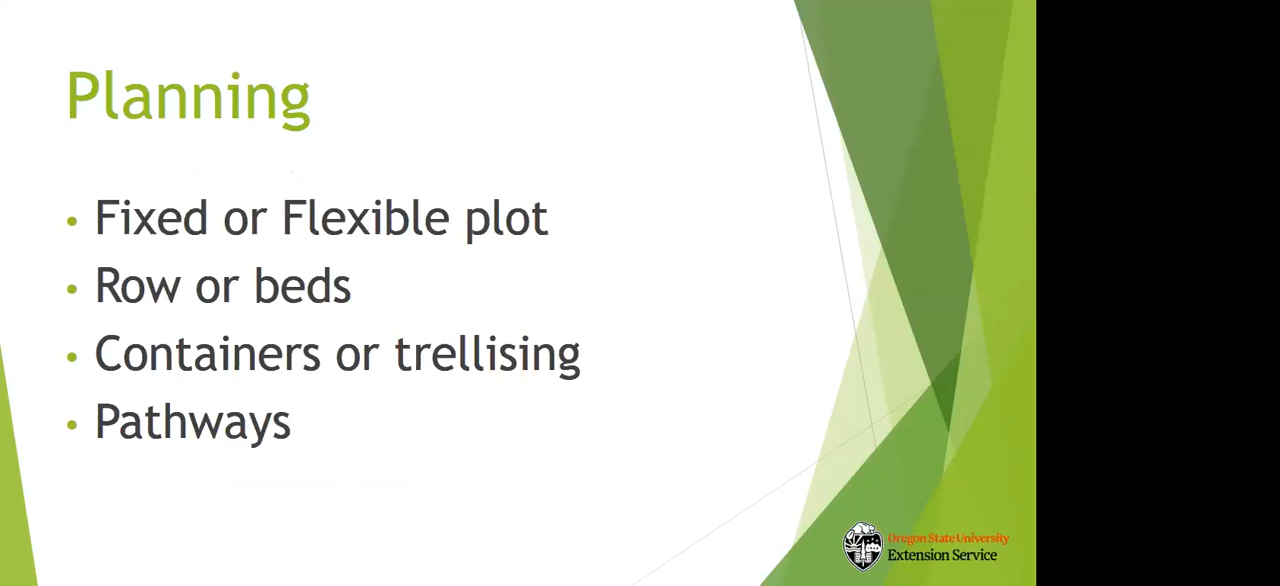 Planning
• Fixed or Flexible plot
• Row or beds
• Containers or trellising
• Pathways
Oregon State University
Extension Service